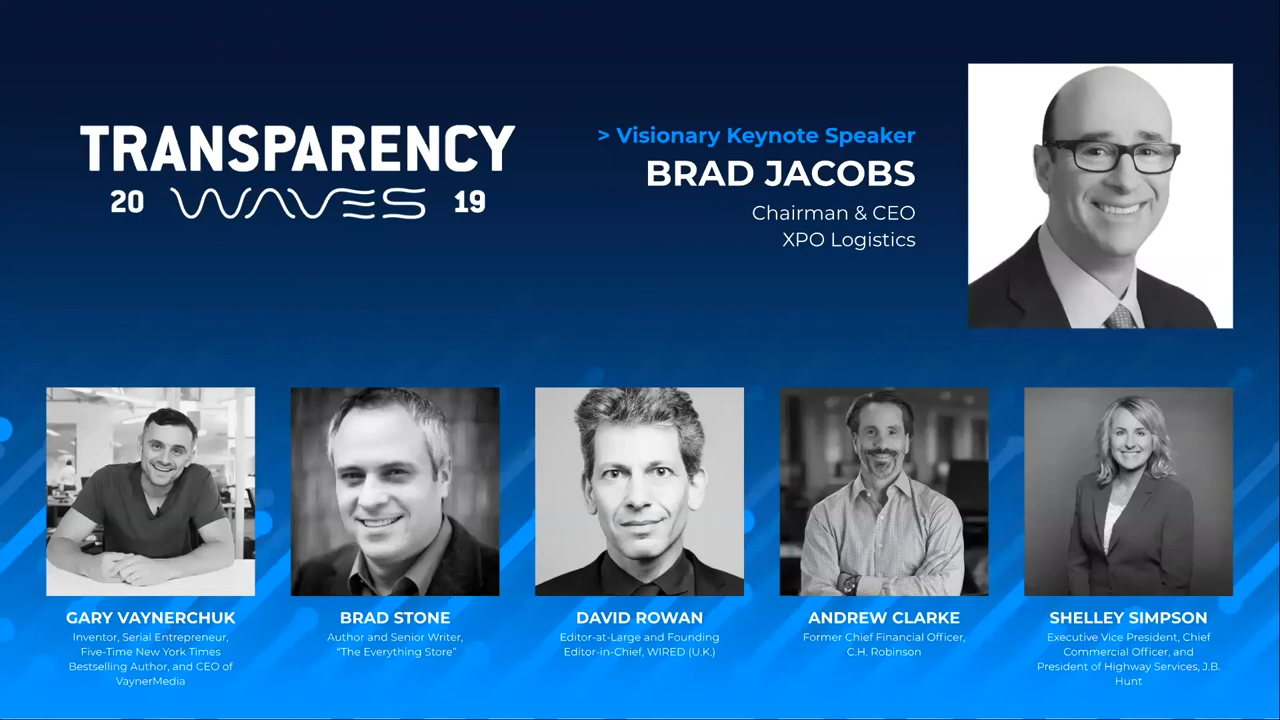 TRANSPARENCY
20 WAVES 19
> Visionary Keynote Speaker
BRAD JACOBS
Chairman & CEO
XPO Logistics
GARY VAYNERCHUK
Inventor, Serial Entrepreneur,
Five-Time New York Times
Bestselling Author, and CEO of
VaynerMedia
BRAD STONE
Author and Senior Writer,
"The Everything Store"
DAVID ROWAN
Editor-at-Large and Founding
Editor-in-Chief, WIRED (U.K.)
ANDREW CLARKE
Former Chief Financial Officer,
C.H. Robinson
SHELLEY SIMPSON
Executive Vice President, Chief
Commercial Officer, and
President of Highway Services, J.B.
Hunt